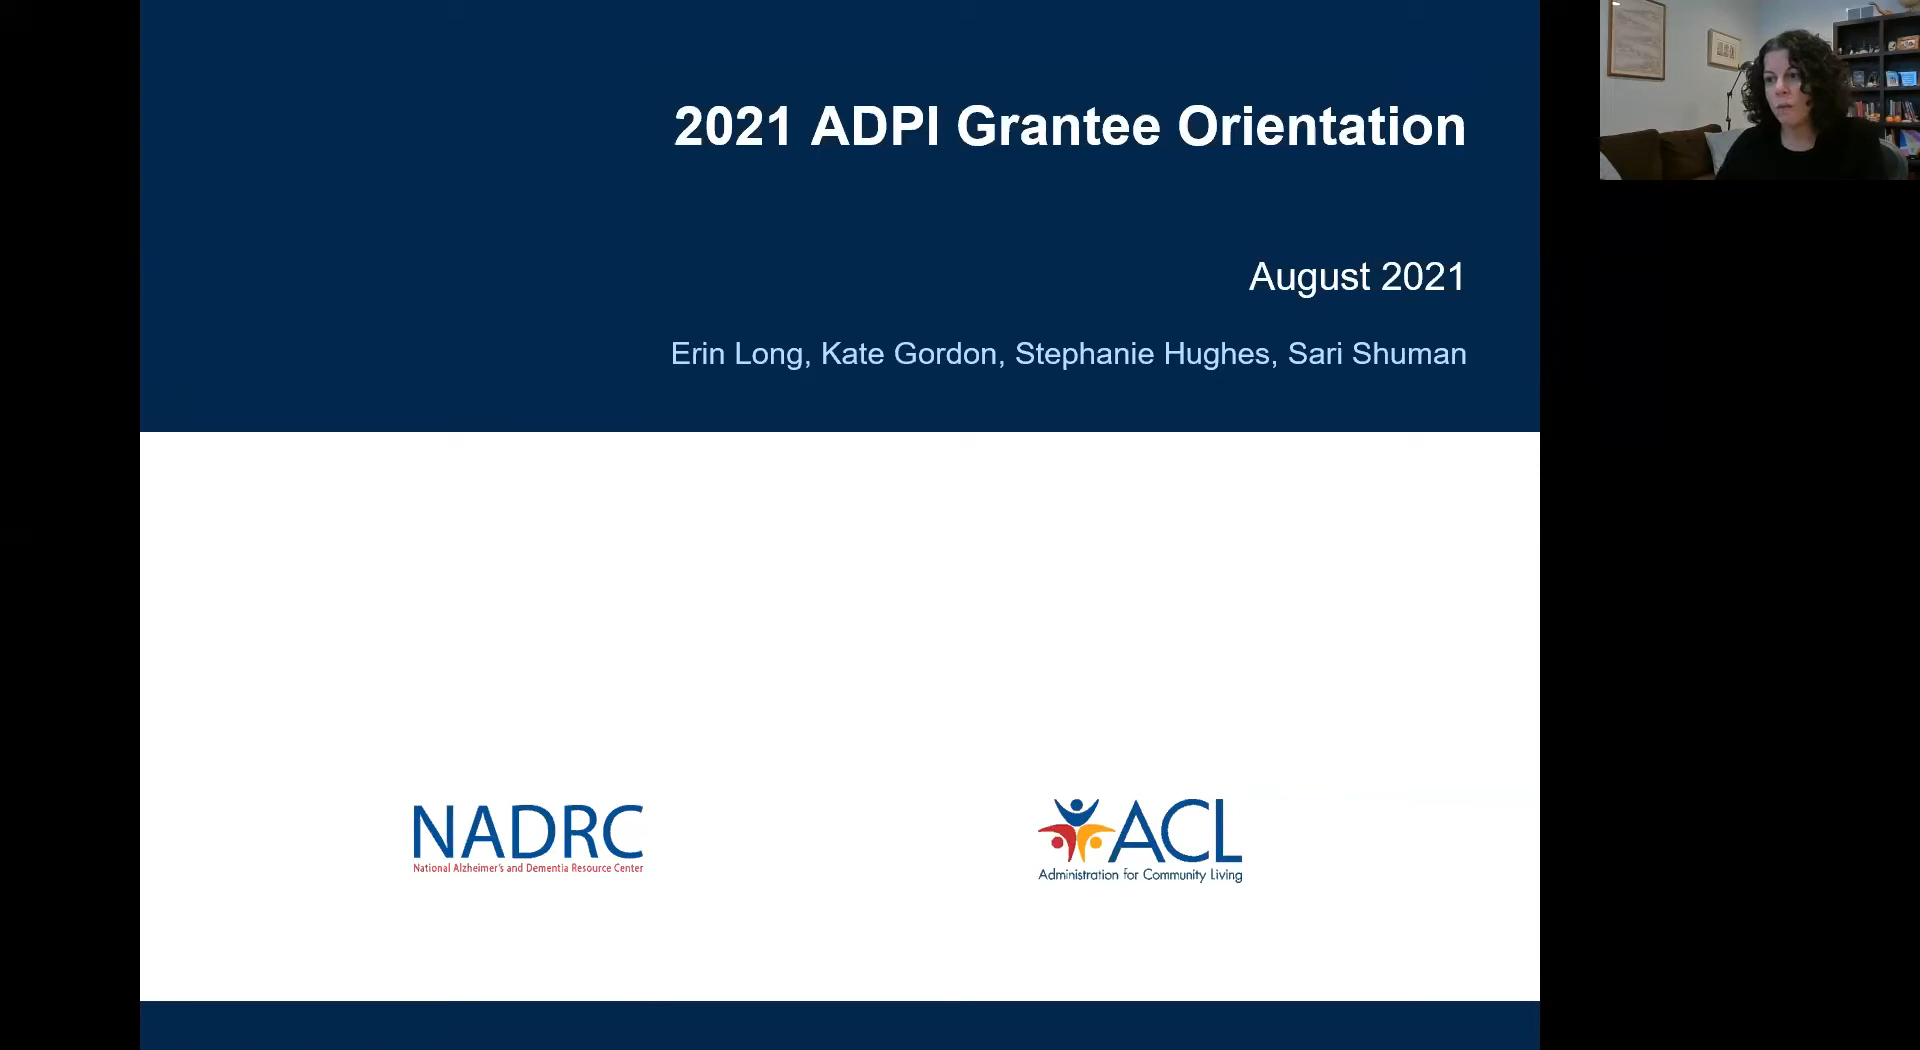 2021 ADPI Grantee Orientation
August 2021
Erin Long, Kate Gordon, Stephanie Hughes, Sari Shuman
NADRC
National Alzheimer's and Dementia Resource Center
ACL
Administration for Community Living